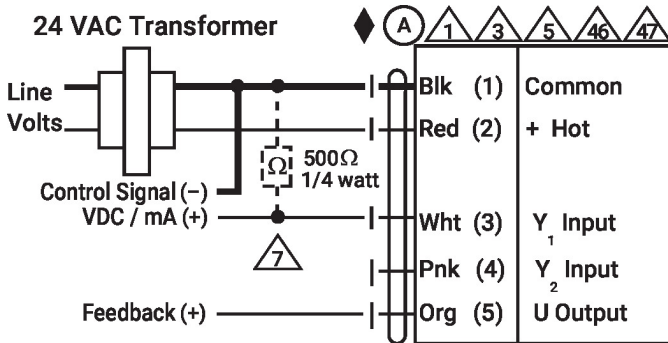 24 VAC Transformer
A
1
3
5
46
47
Line
Volts
Blk (1) Common
Red (2) + Hot
Ω 500Ω
1/4 watt
Control Signal (−)
VDC / mA (+)
Wht (3) Y1 Input
7
Pnk (4) Y2 Input
Feedback (+)
Org (5) U Output